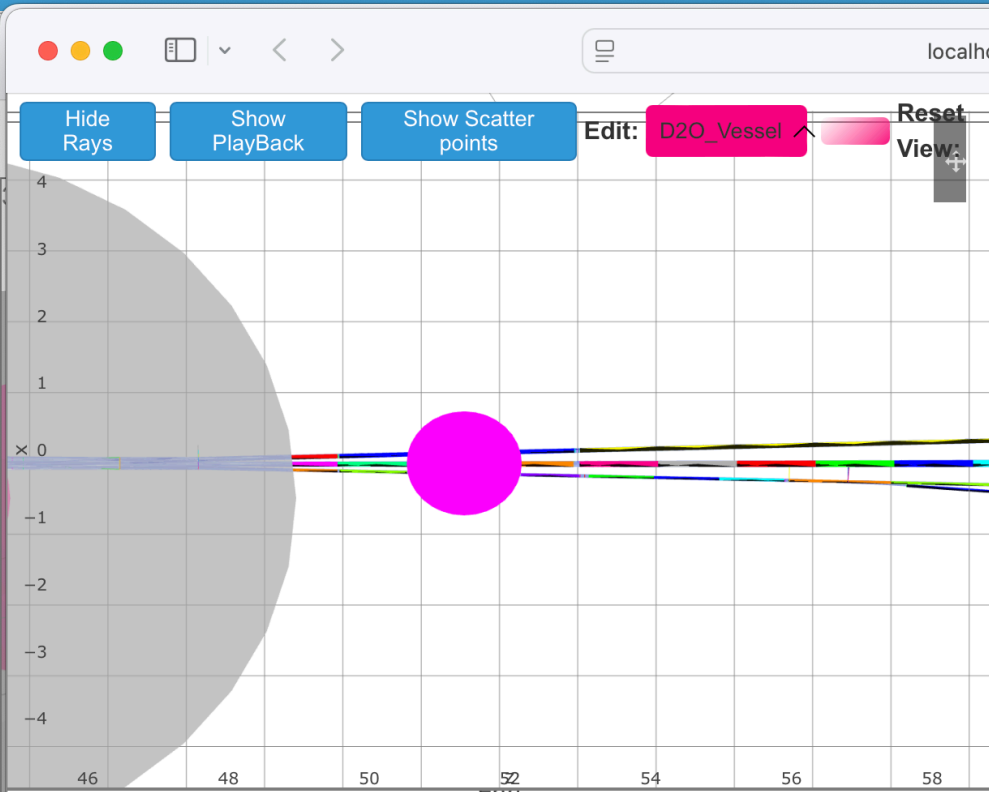 localho
Hide
Rays
Show
PlayBack
Show Scatter
points
Edit:
D2O_Vessel
Reset
View:
4
3
2
1
x 0
−1
−2
−3
−4
46 48 50 52 54 56 58
z